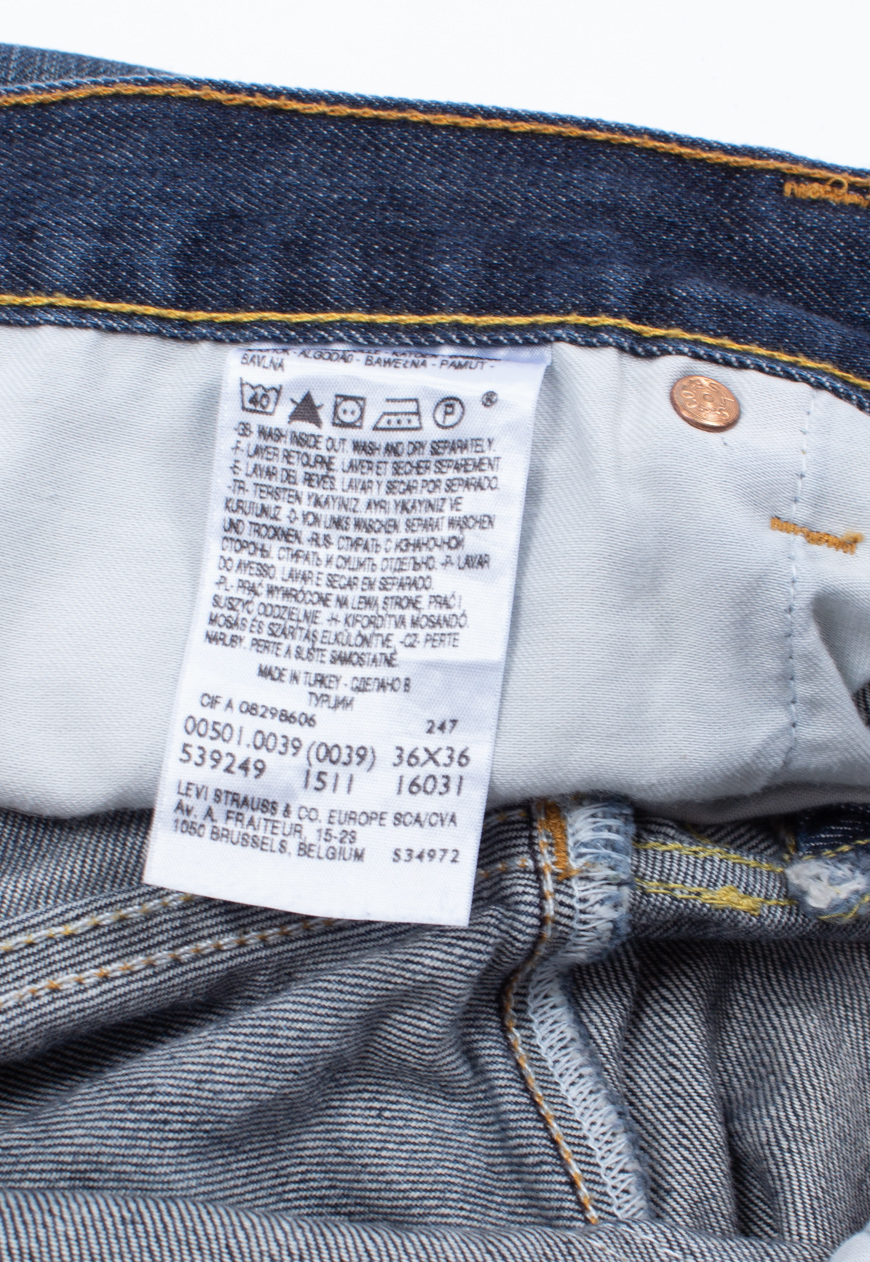 - ALGODÃO - BAWEŁNA - PAMUT -
BAVLNA
40 P ®
-GB- WASH INSIDE OUT. WASH AND DRY SEPARATELY.
-F- LAVER RETOURNE. LAVER ET SECHER SEPAREMENT
-E- LAVAR DEL REVÉS. LAVAR Y SECAR POR SEPARADO.
-TR- TERSTEN YIKAYINIZ. AYRI YIKAYINIZ VE
KURUTUNUZ. -D- VON LINKS WASCHEN. SEPARAT WASCHEN
UND TROCKNEN. -RUS- СТИРАТЬ С ИЗНАНОЧНОЙ
СТОРОНЫ. СТИРАТЬ И СУШИТЬ ОТДЕЛЬНО. -P- LAVAR
DO AVESSO. LAVAR E SECAR EM SEPARADO.
-PL- PRAĆ WYWRÓCONE NA LEWĄ STRONĘ, PRAĆ I
SUSZYĆ ODDZIELNIE. -H- KIFORDÍTVA MOSANDÓ.
MOSÁS ÉS SZÁRÍTÁS ELKÜLÖNÍTVE. -CZ- PERTE
NARUBY. PERTE A SUŠTE SAMOSTATNĚ.
MADE IN TURKEY - СДЕЛАНО В
ТУРЦИИ
CIF A 08298606 247
00501.0039 (0039) 36X36
539249 1511 16031
LEVI STRAUSS & CO. EUROPE SCA/CVA
Av. A. FRAITEUR, 15-23
1050 BRUSSELS, BELGIUM S34972